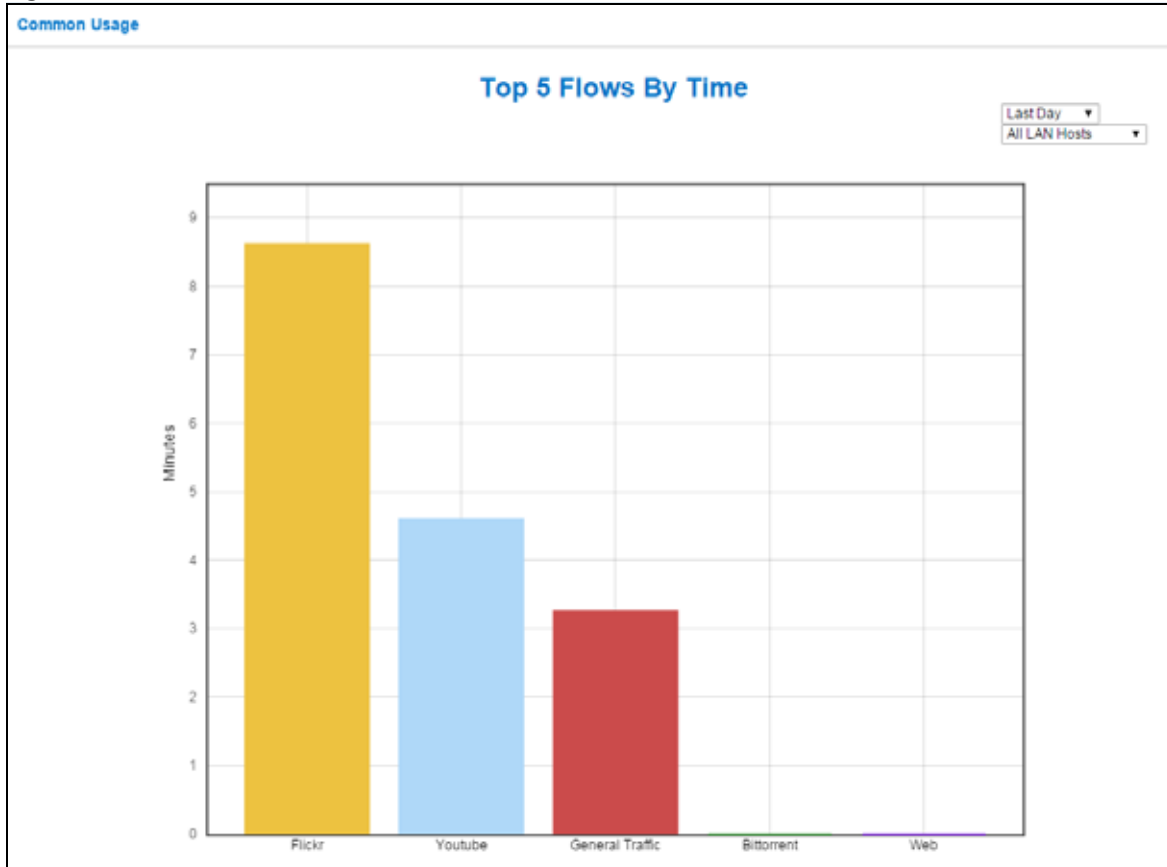 Common Usage
Top 5 Flows By Time
Last Day
All LAN Hosts
Minutes
9
8
7
6
5
4
3
2
1
0
Flickr Youtube General Traffic Bittorrent Web